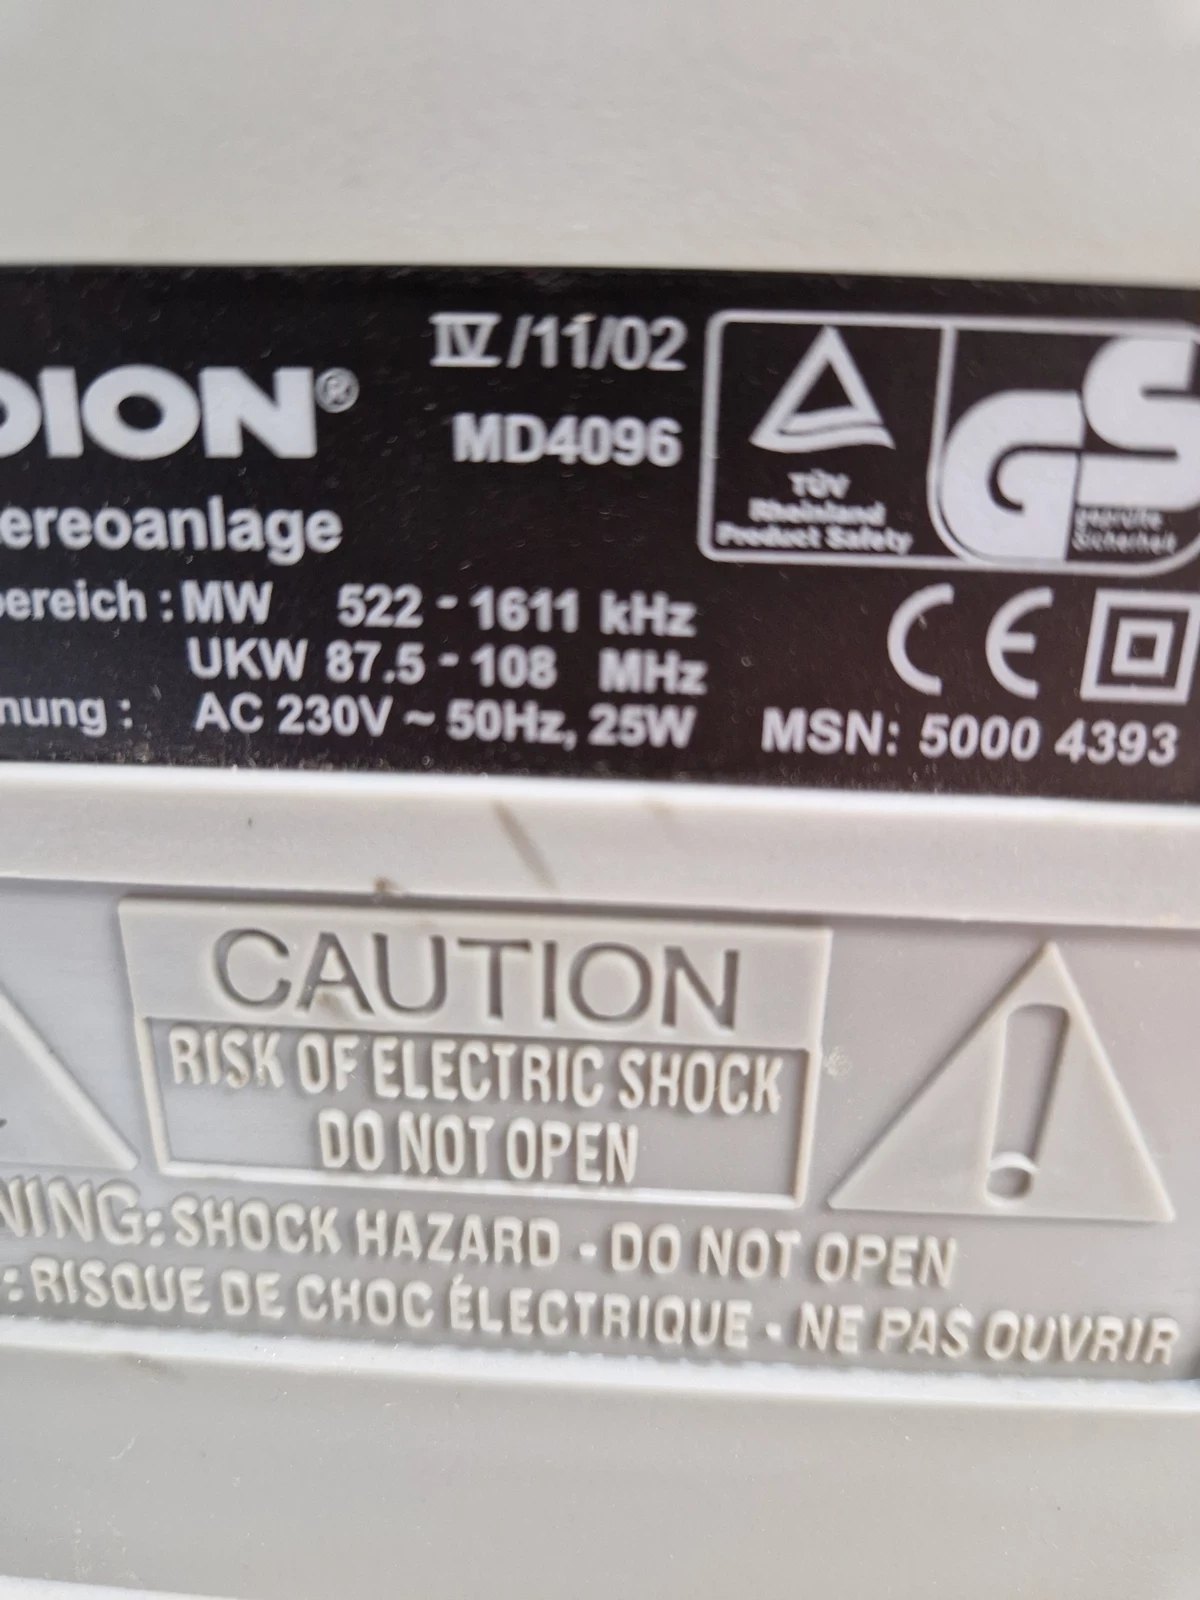 IV/11/02
DION®
MD4096
ereoanlage
TÜV
Rheinland
Product Safety
GS
geprüfte
Sicherheit
bereich : MW 522 - 1611 kHz
UKW 87.5 - 108 MHz
nung : AC 230V ~ 50Hz, 25W
CE
MSN: 5000 4393
CAUTION
RISK OF ELECTRIC SHOCK
DO NOT OPEN
NING: SHOCK HAZARD - DO NOT OPEN
: RISQUE DE CHOC ÉLECTRIQUE - NE PAS OUVRIR